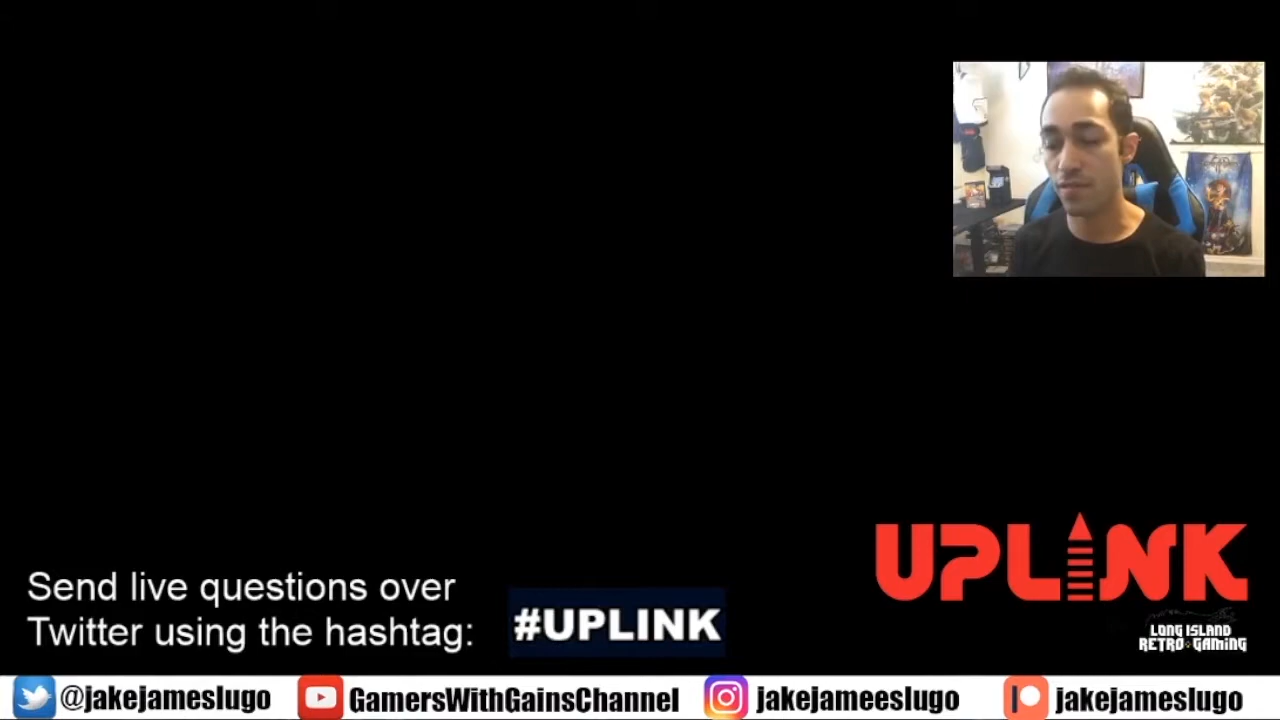 UPLINK
Send live questions over
Twitter using the hashtag:
#UPLINK
LONG ISLAND
RETRO GAMING
@jakejameslugo
GamersWithGainsChannel
jakejameeslugo
jakejameslugo